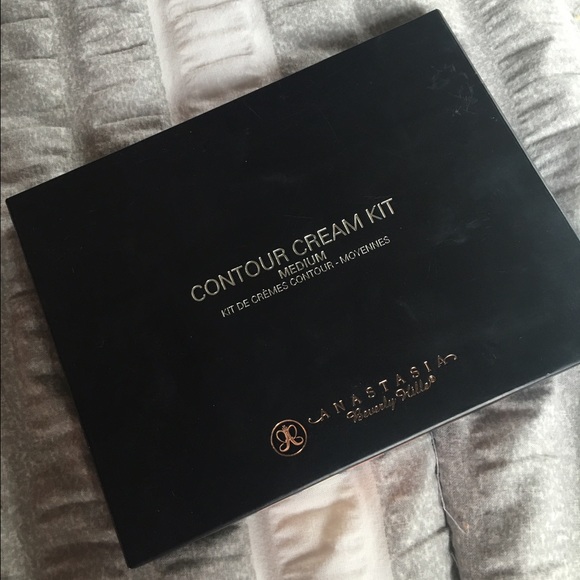 CONTOUR CREAM KIT
MEDIUM
KIT DE CRÈMES CONTOUR - MOYENNES
ANASTASIA
Beverly Hills®